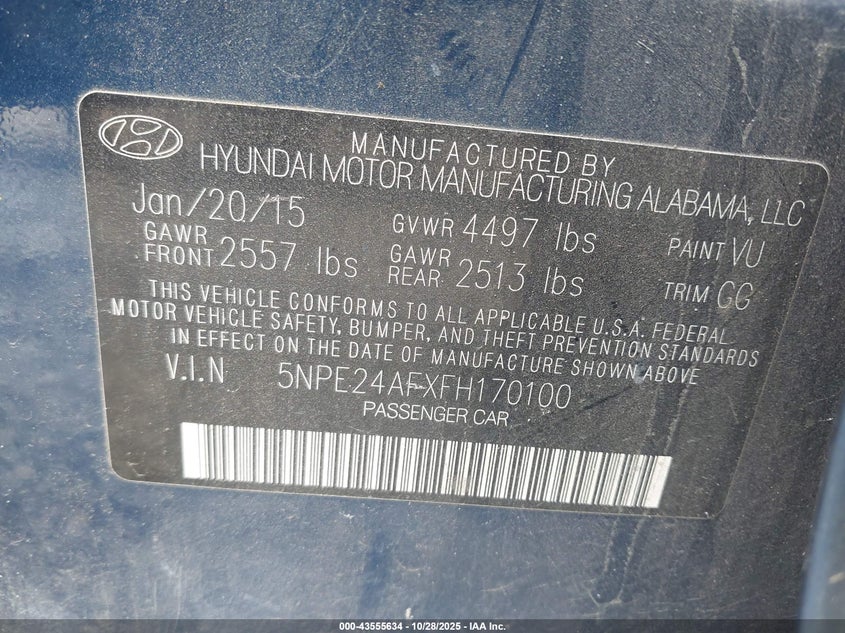 MANUFACTURED BY
HYUNDAI MOTOR MANUFACTURING ALABAMA, LLC
Jan/20/15 GVWR 4497 lbs PAINT VU
GAWR FRONT 2557 lbs GAWR REAR 2513 lbs TRIM GG
THIS VEHICLE CONFORMS TO ALL APPLICABLE U.S.A. FEDERAL
MOTOR VEHICLE SAFETY, BUMPER, AND THEFT PREVENTION STANDARDS
IN EFFECT ON THE DATE OF MANUFACTURE SHOWN ABOVE
V.I.N 5NPE24AFXFH170100
PASSENGER CAR
000-43555634 | 10/28/2025 - IAA Inc.